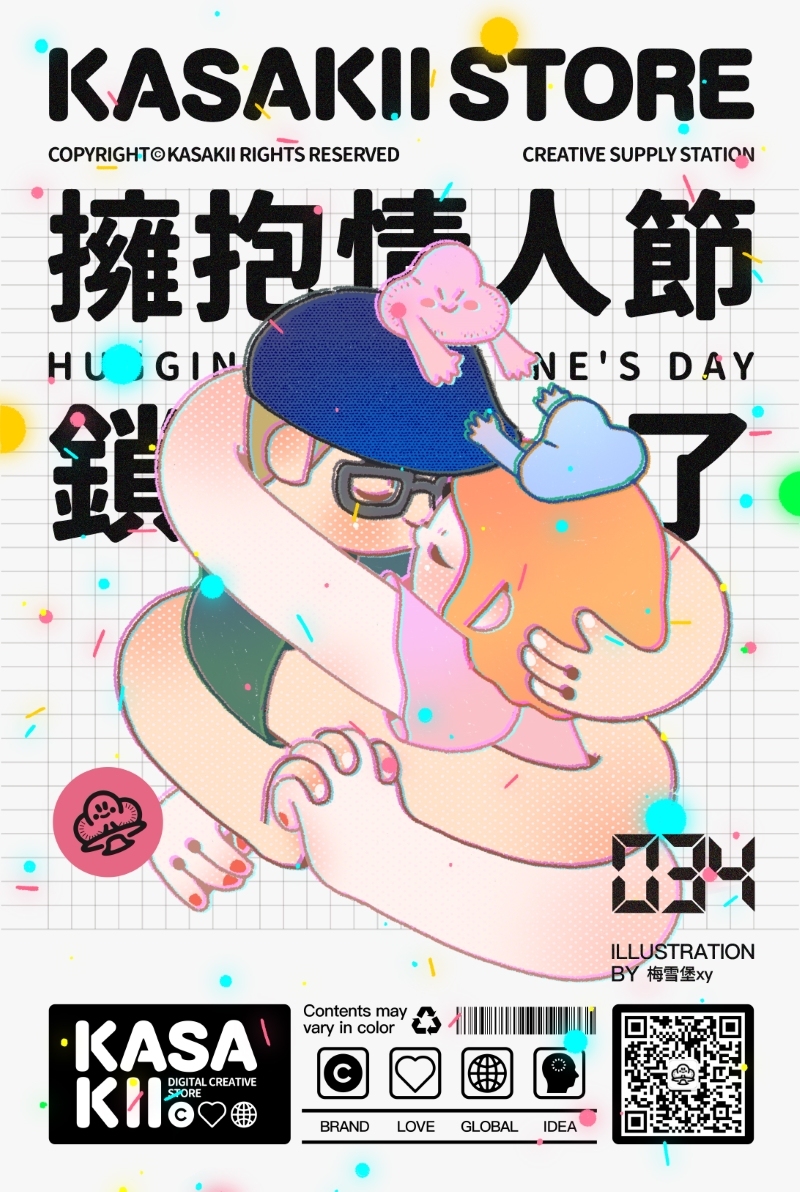 KASAKII STORE
COPYRIGHT©KASAKII RIGHTS RESERVED
CREATIVE SUPPLY STATION
擁抱情人節
HUGGIN NE'S DAY
鎖 了
034
ILLUSTRATION
BY 梅雪堡xy
KASA
KII
DIGITAL CREATIVE
STORE
Contents may
vary in color
BRAND LOVE GLOBAL IDEA